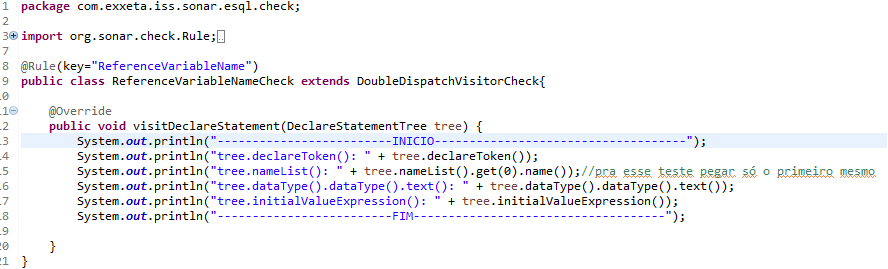 1 package com.exxeta.iss.sonar.esql.check;
2
3 import org.sonar.check.Rule;
7
8 @Rule(key="ReferenceVariableName")
9 public class ReferenceVariableNameCheck extends DoubleDispatchVisitorCheck{
10
11 @Override
12 public void visitDeclareStatement(DeclareStatementTree tree) {
13 System.out.println("-------------------------INICIO-----------------------------------");
14 System.out.println("tree.declareToken(): " + tree.declareToken());
15 System.out.println("tree.nameList(): " + tree.nameList().get(0).name());//pra esse teste pegar só o primeiro mesmo
16 System.out.println("tree.dataType().dataType().text(): " + tree.dataType().dataType().text());
17 System.out.println("tree.initialValueExpression(): " + tree.initialValueExpression());
18 System.out.println("-------------------------FIM-----------------------------------");
19
20 }
21 }